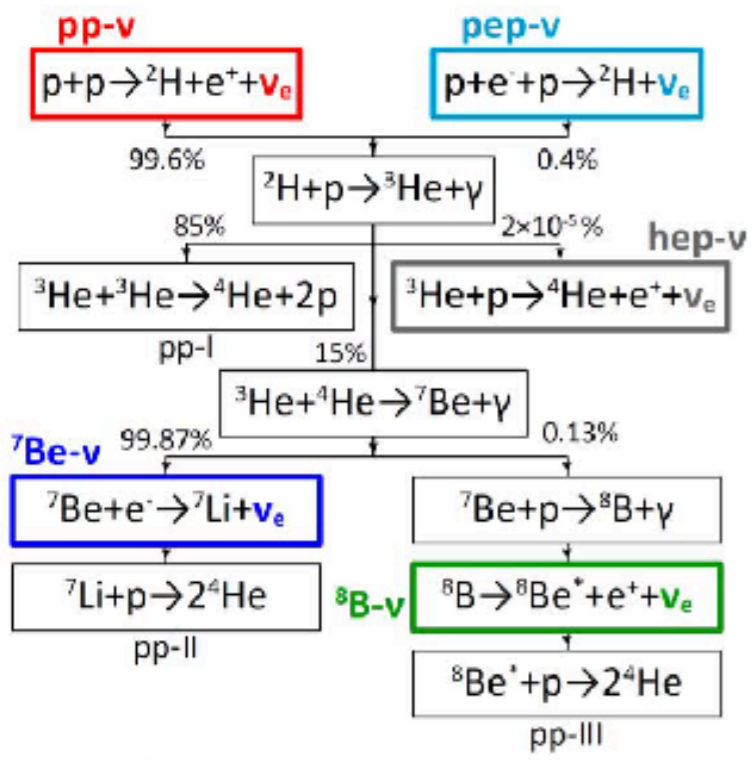 pp-ν pep-ν
p+p→²H+e⁺+νₑ p+e⁻+p→²H+νₑ
99.6% 0.4%
²H+p→³He+γ
85% 2×10⁻⁵% hep-ν
³He+³He→⁴He+2p ³He+p→⁴He+e⁺+νₑ
pp-I
15%
³He+⁴He→⁷Be+γ
⁷Be-ν 99.87% 0.13%
⁷Be+e⁻→⁷Li+νₑ ⁷Be+p→⁸B+γ
⁷Li+p→2⁴He ⁸B-ν ⁸B→⁸Be*+e⁺+νₑ
pp-II
⁸Be*+p→2⁴He
pp-III